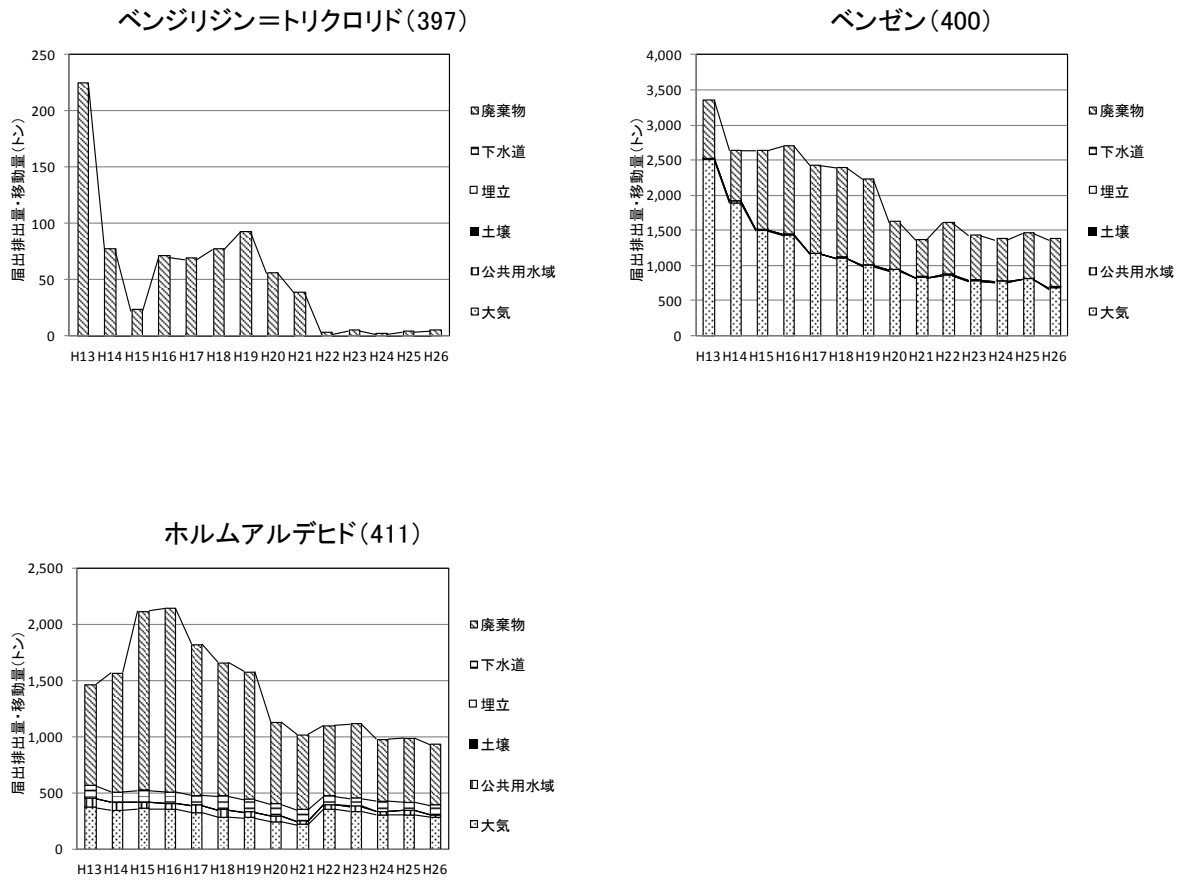 ベンジリジン=トリクロリド(397)
250
200
150
100
50
0
届出排出量・移動量(トン)
H13 H14 H15 H16 H17 H18 H19 H20 H21 H22 H23 H24 H25 H26
廃棄物
下水道
埋立
土壌
公共用水域
大気
ベンゼン(400)
4,000
3,500
3,000
2,500
2,000
1,500
1,000
500
0
届出排出量・移動量(トン)
H13 H14 H15 H16 H17 H18 H19 H20 H21 H22 H23 H24 H25 H26
廃棄物
下水道
埋立
土壌
公共用水域
大気
ホルムアルデヒド(411)
2,500
2,000
1,500
1,000
500
0
届出排出量・移動量(トン)
H13 H14 H15 H16 H17 H18 H19 H20 H21 H22 H23 H24 H25 H26
廃棄物
下水道
埋立
土壌
公共用水域
大気